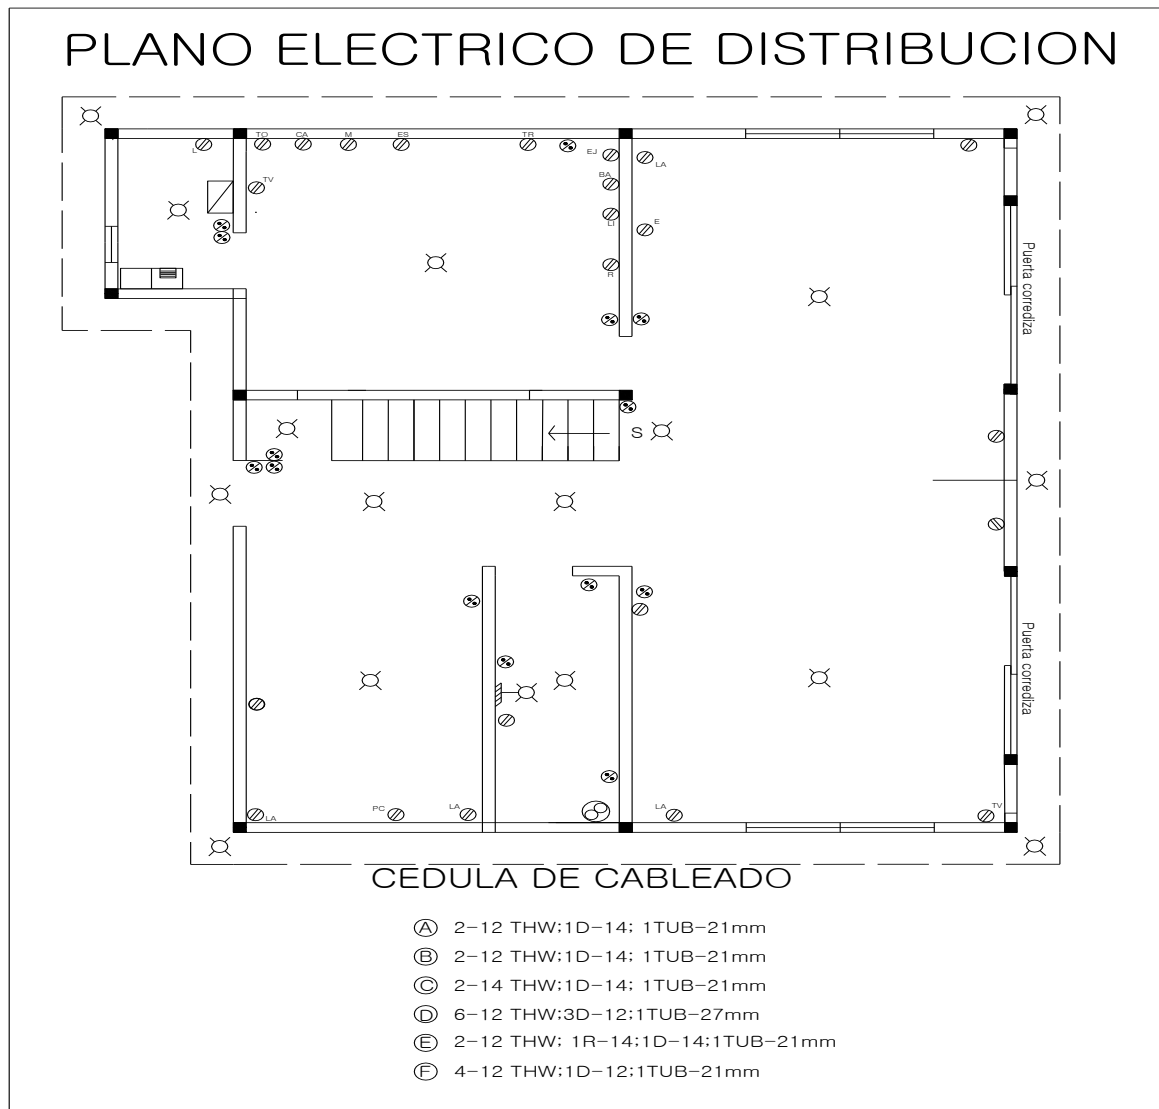 PLANO ELECTRICO DE DISTRIBUCION
L
TO CA M ES TR
EJ
LA
BA
TV
LI
E
R
Puerta corrediza
S
Puerta corrediza
LA
PC
LA
LA
TV
CEDULA DE CABLEADO
A 2-12 THW;1D-14; 1TUB-21mm
B 2-12 THW;1D-14; 1TUB-21mm
C 2-14 THW;1D-14; 1TUB-21mm
D 6-12 THW;3D-12;1TUB-27mm
E 2-12 THW; 1R-14;1D-14;1TUB-21mm
F 4-12 THW;1D-12;1TUB-21mm